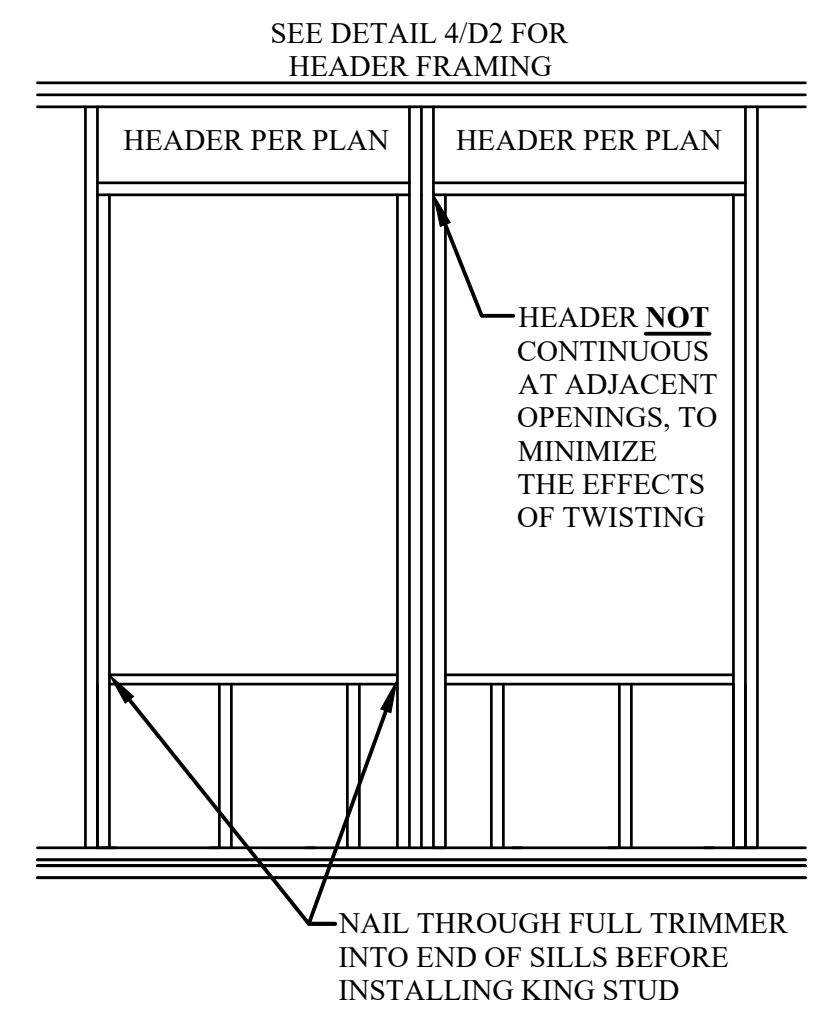 SEE DETAIL 4/D2 FOR
HEADER FRAMING
HEADER PER PLAN
HEADER PER PLAN
HEADER NOT
CONTINUOUS
AT ADJACENT
OPENINGS, TO
MINIMIZE
THE EFFECTS
OF TWISTING
NAIL THROUGH FULL TRIMMER
INTO END OF SILLS BEFORE
INSTALLING KING STUD